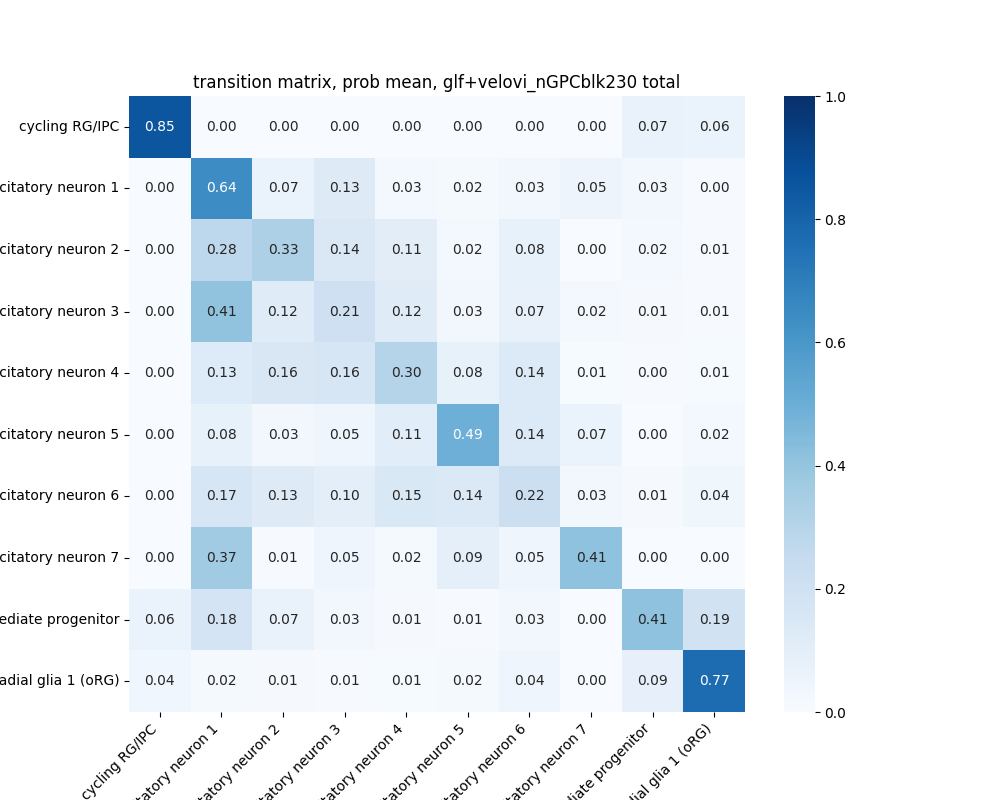 transition matrix, prob mean, glf+velovi_nGPCblk230 total
cycling RG/IPC 0.85 0.00 0.00 0.00 0.00 0.00 0.00 0.00 0.07 0.06
citatory neuron 1 0.00 0.64 0.07 0.13 0.03 0.02 0.03 0.05 0.03 0.00
citatory neuron 2 0.00 0.28 0.33 0.14 0.11 0.02 0.08 0.00 0.02 0.01
citatory neuron 3 0.00 0.41 0.12 0.21 0.12 0.03 0.07 0.02 0.01 0.01
citatory neuron 4 0.00 0.13 0.16 0.16 0.30 0.08 0.14 0.01 0.00 0.01
citatory neuron 5 0.00 0.08 0.03 0.05 0.11 0.49 0.14 0.07 0.00 0.02
citatory neuron 6 0.00 0.17 0.13 0.10 0.15 0.14 0.22 0.03 0.01 0.04
citatory neuron 7 0.00 0.37 0.01 0.05 0.02 0.09 0.05 0.41 0.00 0.00
ediate progenitor 0.06 0.18 0.07 0.03 0.01 0.01 0.03 0.00 0.41 0.19
adial glia 1 (oRG) 0.04 0.02 0.01 0.01 0.01 0.02 0.04 0.00 0.09 0.77
cycling RG/IPC
tatory neuron 1
tatory neuron 2
tatory neuron 3
tatory neuron 4
tatory neuron 5
tatory neuron 6
tatory neuron 7
diate progenitor
dial glia 1 (oRG)
1.0
0.8
0.6
0.4
0.2
0.0